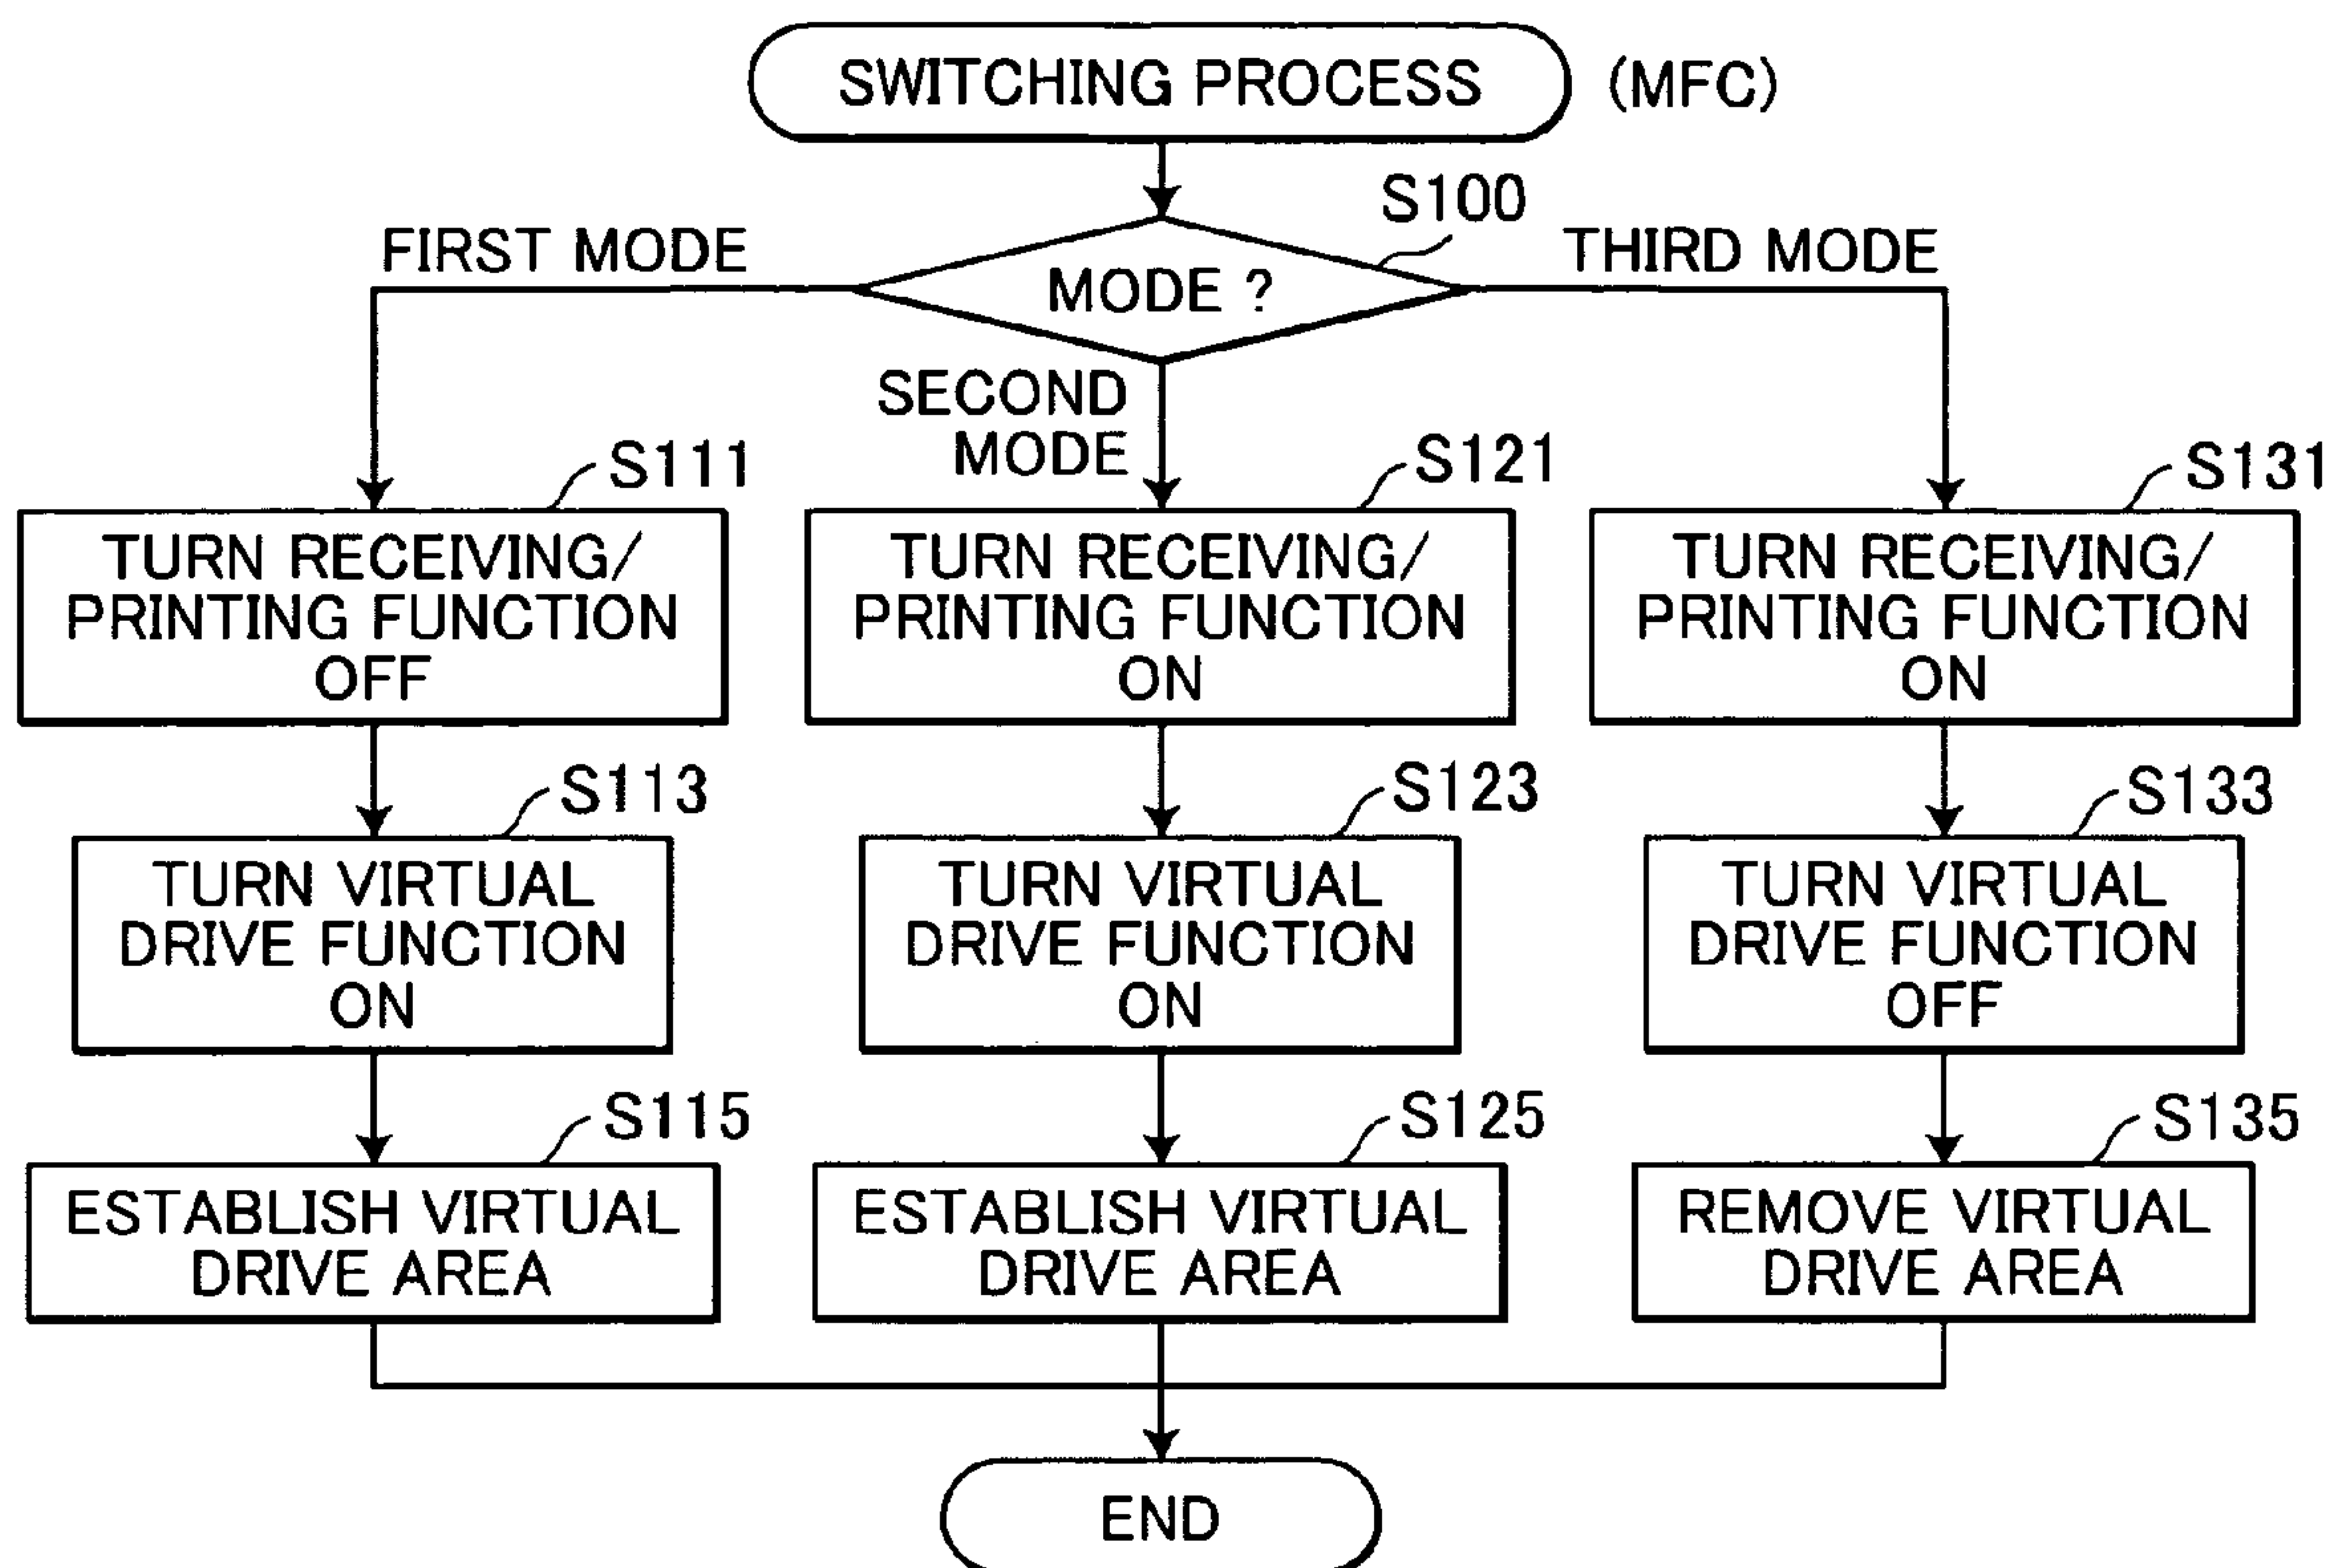 SWITCHING PROCESS
(MFC)
S100
FIRST MODE
MODE ?
THIRD MODE
SECOND
MODE
S111
TURN RECEIVING/
PRINTING FUNCTION
OFF
S121
TURN RECEIVING/
PRINTING FUNCTION
ON
S131
TURN RECEIVING/
PRINTING FUNCTION
ON
S113
TURN VIRTUAL
DRIVE FUNCTION
ON
S123
TURN VIRTUAL
DRIVE FUNCTION
ON
S133
TURN VIRTUAL
DRIVE FUNCTION
OFF
S115
ESTABLISH VIRTUAL
DRIVE AREA
S125
ESTABLISH VIRTUAL
DRIVE AREA
S135
REMOVE VIRTUAL
DRIVE AREA
END